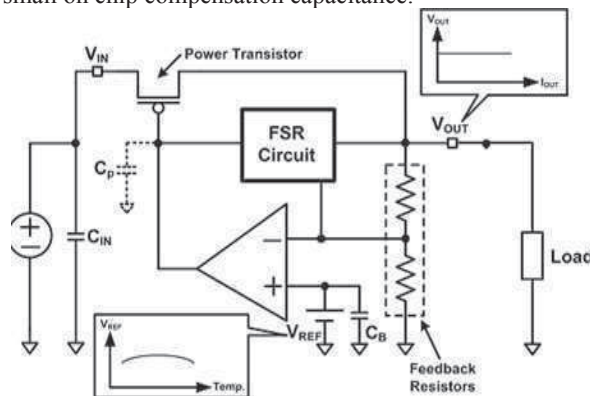 small on chip compensation capacitance.
VOUT
IOUT
VIN
Power Transistor
FSR
Circuit
VOUT
Cp
CIN
Load
VREF
CB
VREF
Temp.
Feedback
Resistors